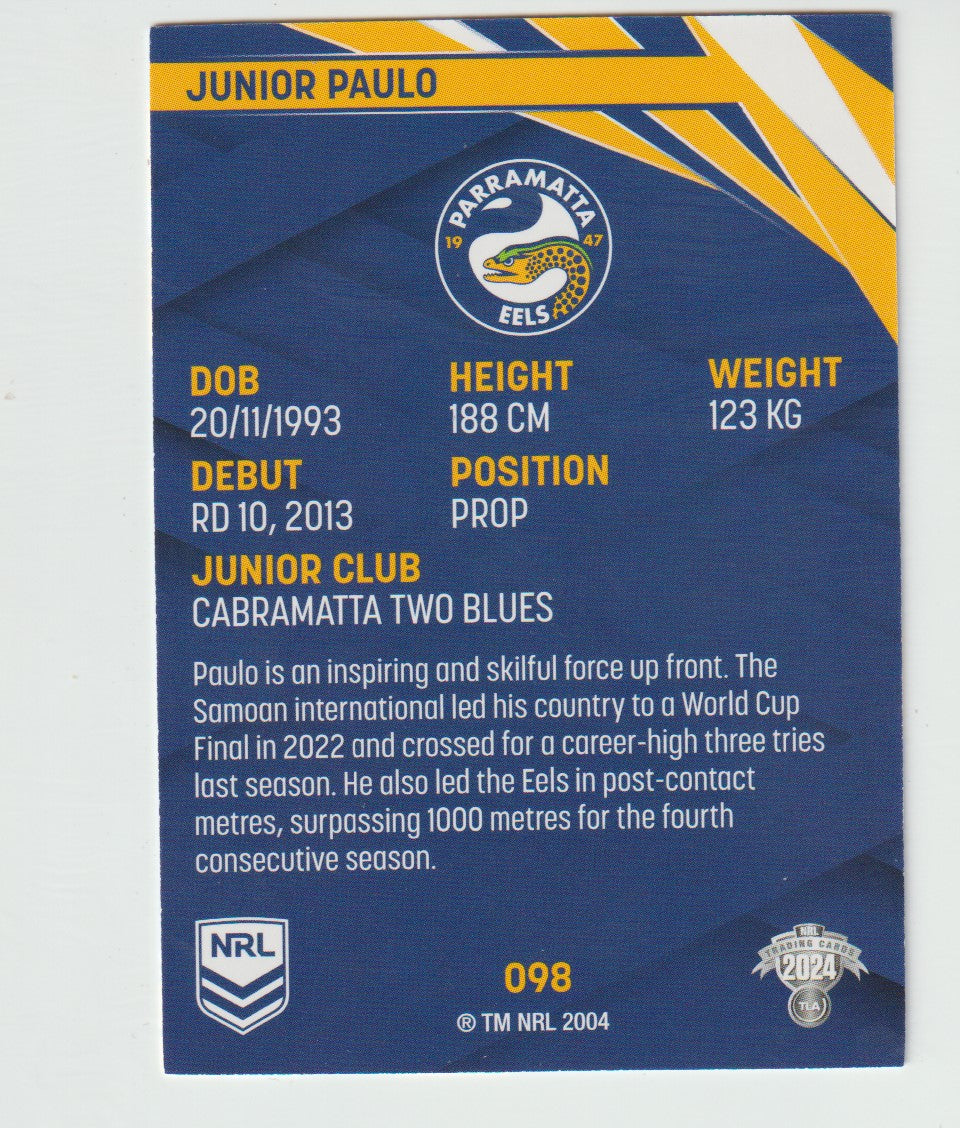 JUNIOR PAULO
PARRAMATTA
19 47
EELS
DOB HEIGHT WEIGHT
20/11/1993 188 CM 123 KG
DEBUT POSITION
RD 10, 2013 PROP
JUNIOR CLUB
CABRAMATTA TWO BLUES
Paulo is an inspiring and skilful force up front. The
Samoan international led his country to a World Cup
Final in 2022 and crossed for a career-high three tries
last season. He also led the Eels in post-contact
metres, surpassing 1000 metres for the fourth
consecutive season.
NRL
098
® TM NRL 2004
NRL
TRADING CARDS
2024
TLA